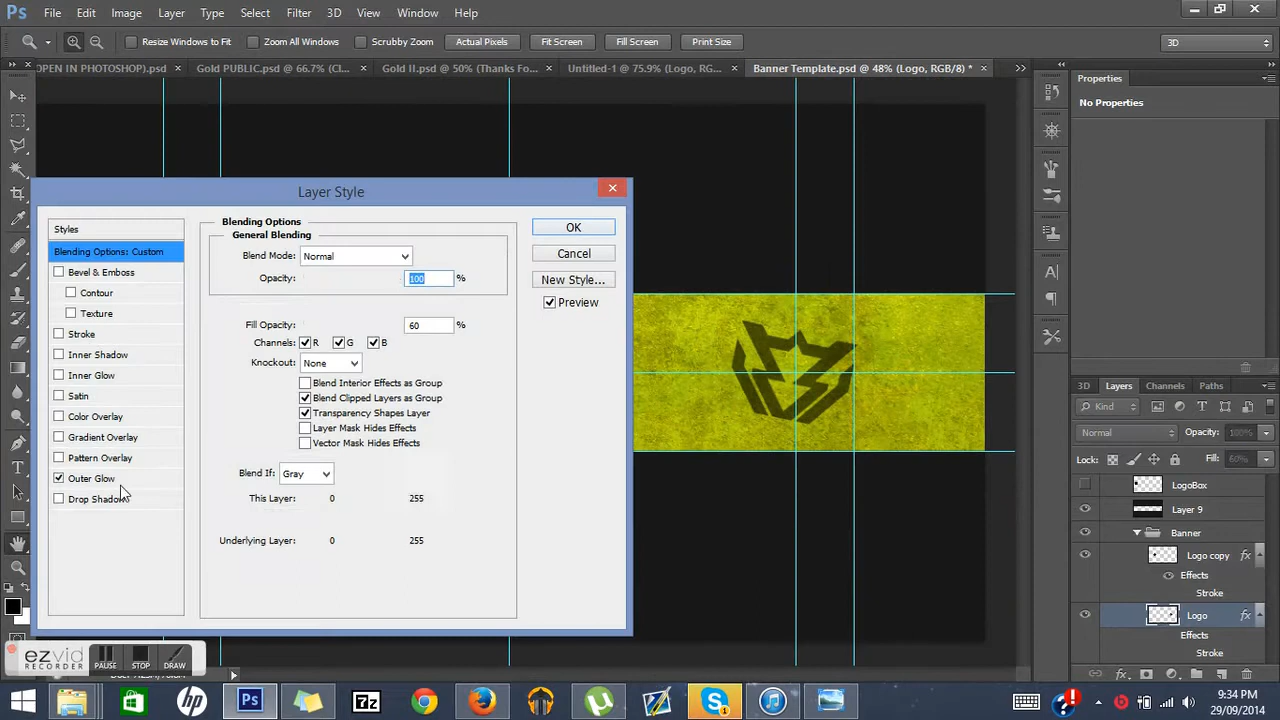 Ps File Edit Image Layer Type Select Filter 3D View Window Help
Resize Windows to Fit Zoom All Windows Scrubby Zoom Actual Pixels Fit Screen Fill Screen Print Size 3D
OPEN IN PHOTOSHOP).psd Gold PUBLIC.psd @ 66.7% (Cl... Gold II.psd @ 50% (Thanks Fo... Untitled-1 @ 75.9% (Logo, RG... Banner Template.psd @ 48% (Logo, RGB/8) *
Properties
No Properties
Layer Style
Styles
Blending Options: Custom
Bevel & Emboss
Contour
Texture
Stroke
Inner Shadow
Inner Glow
Satin
Color Overlay
Gradient Overlay
Pattern Overlay
Outer Glow
Drop Shadow
Blending Options
General Blending
Blend Mode: Normal
Opacity: 100 %
Fill Opacity: 60 %
Channels: R G B
Knockout: None
Blend Interior Effects as Group
Blend Clipped Layers as Group
Transparency Shapes Layer
Layer Mask Hides Effects
Vector Mask Hides Effects
Blend If: Gray
This Layer: 0 255
Underlying Layer: 0 255
OK
Cancel
New Style...
Preview
3D Layers Channels Paths
Kind
Normal Opacity: 100%
Lock: Fill: 60%
LogoBox
Layer 9
Banner
Logo copy fx
Effects
Stroke
Logo fx
Effects
Stroke
ezvid
RECORDER
PAUSE STOP DRAW
hp Ps 7z
9:34 PM
29/09/2014